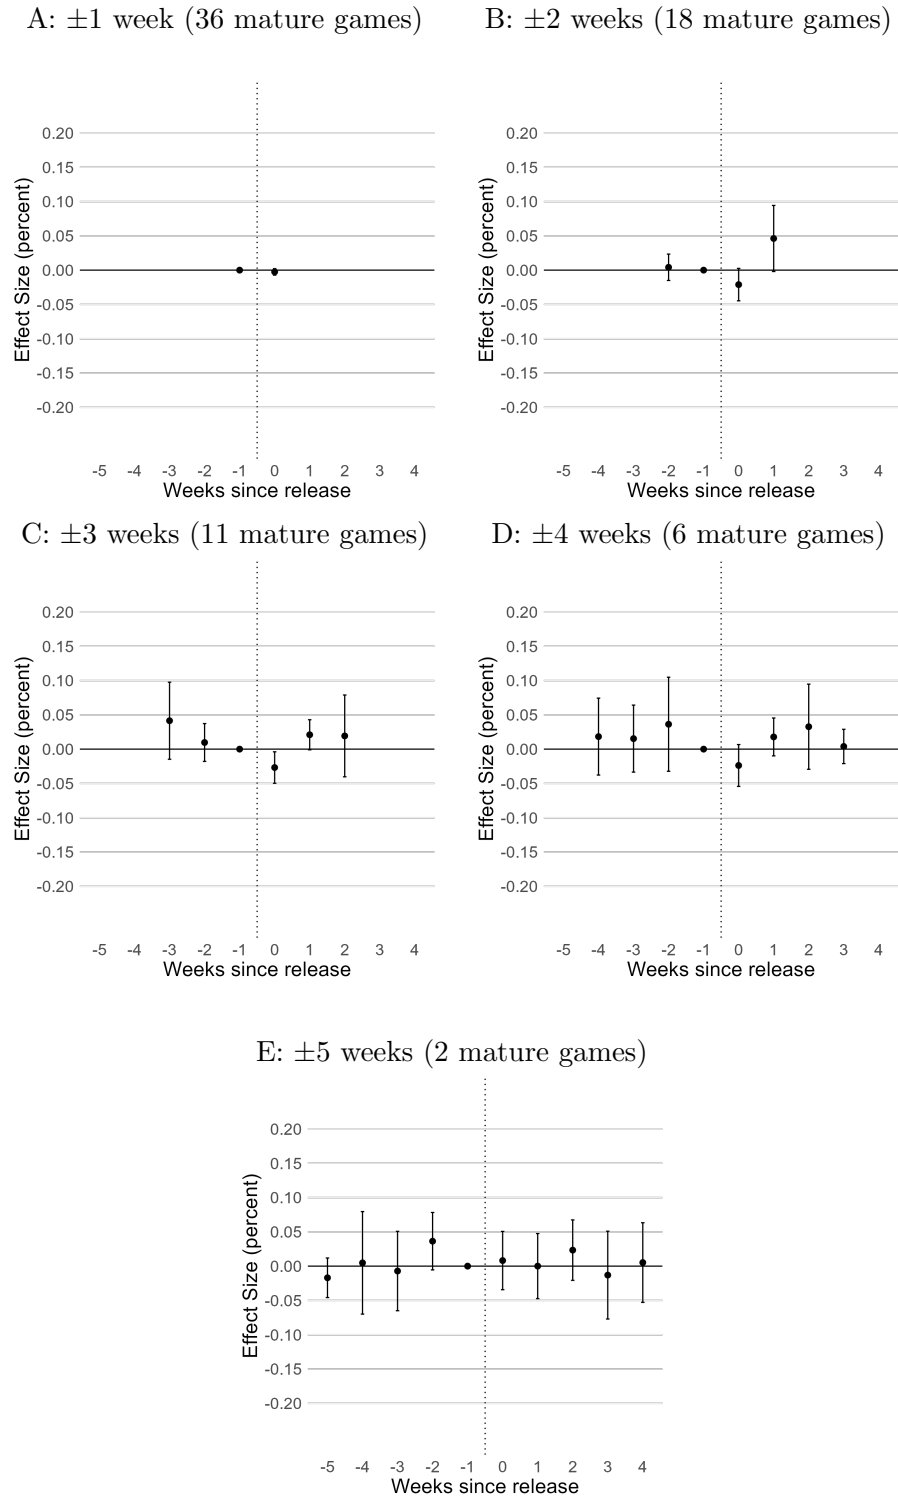 A: ±1 week (36 mature games)
Effect Size (percent)
0.20
0.15
0.10
0.05
0.00
-0.05
-0.10
-0.15
-0.20
-5 -4 -3 -2 -1 0 1 2 3 4
Weeks since release
B: ±2 weeks (18 mature games)
Effect Size (percent)
0.20
0.15
0.10
0.05
0.00
-0.05
-0.10
-0.15
-0.20
-5 -4 -3 -2 -1 0 1 2 3 4
Weeks since release
C: ±3 weeks (11 mature games)
Effect Size (percent)
0.20
0.15
0.10
0.05
0.00
-0.05
-0.10
-0.15
-0.20
-5 -4 -3 -2 -1 0 1 2 3 4
Weeks since release
D: ±4 weeks (6 mature games)
Effect Size (percent)
0.20
0.15
0.10
0.05
0.00
-0.05
-0.10
-0.15
-0.20
-5 -4 -3 -2 -1 0 1 2 3 4
Weeks since release
E: ±5 weeks (2 mature games)
Effect Size (percent)
0.20
0.15
0.10
0.05
0.00
-0.05
-0.10
-0.15
-0.20
-5 -4 -3 -2 -1 0 1 2 3 4
Weeks since release